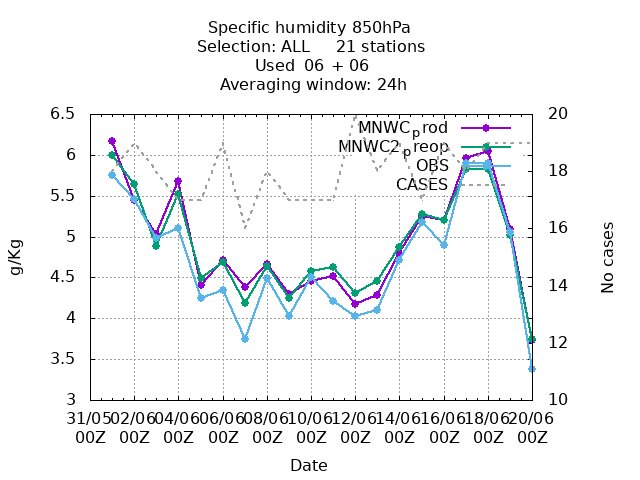 Specific humidity 850hPa
Selection: ALL 21 stations
Used 06 + 06
Averaging window: 24h
6.5 20
MNWCprod
MNWC2preop
6
OBS
18
CASES
5.5
16
5
g/Kg
No cases
4.5
14
4
12
3.5
3 10
31/05 02/06 04/06 06/06 08/06 10/06 12/06 14/06 16/06 18/06 20/06
00Z 00Z 00Z 00Z 00Z 00Z 00Z 00Z 00Z 00Z 00Z
Date